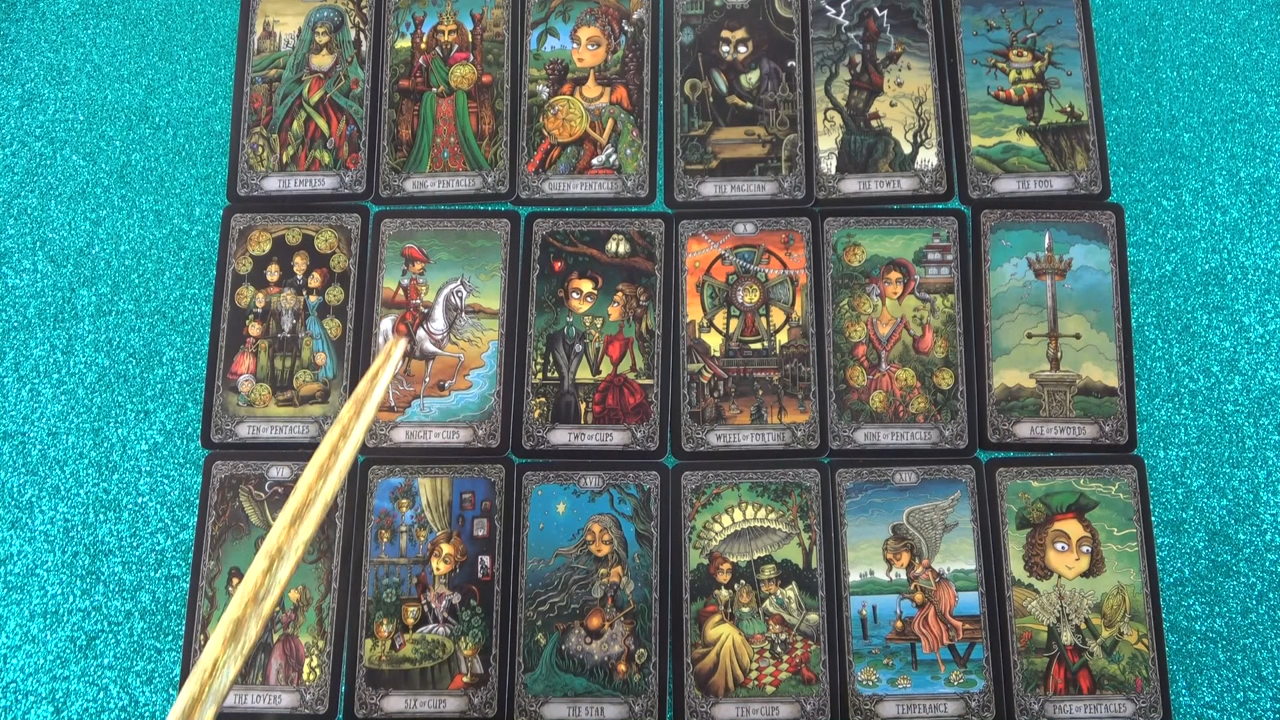 THE EMPRESS
KING OF PENTACLES
QUEEN OF PENTACLES
THE MAGICIAN
THE TOWER
THE FOOL
X
TEN OF PENTACLES
KNIGHT OF CUPS
TWO OF CUPS
WHEEL OF FORTUNE
NINE OF PENTACLES
ACE OF SWORDS
VI
XVII
XIV
THE LOVERS
SIX OF CUPS
THE STAR
TEN OF CUPS
TEMPERANCE
PAGE OF PENTACLES